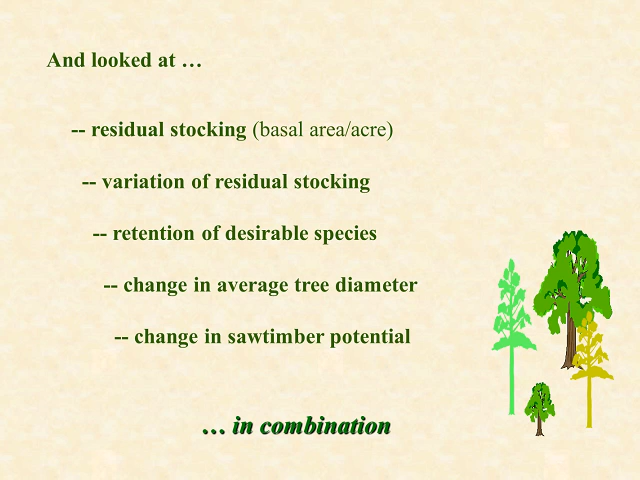 And looked at …
-- residual stocking (basal area/acre)
-- variation of residual stocking
-- retention of desirable species
-- change in average tree diameter
-- change in sawtimber potential
… in combination